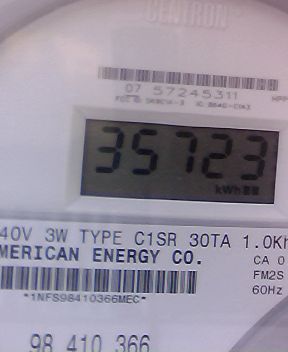 CENTRON
07 57245311
35723
kWh
40V 3W TYPE C1SR 30TA 1.0Kh
MERICAN ENERGY CO.
CA 0
FM2S
60Hz
*1NFS98410366MEC*
98 410 366